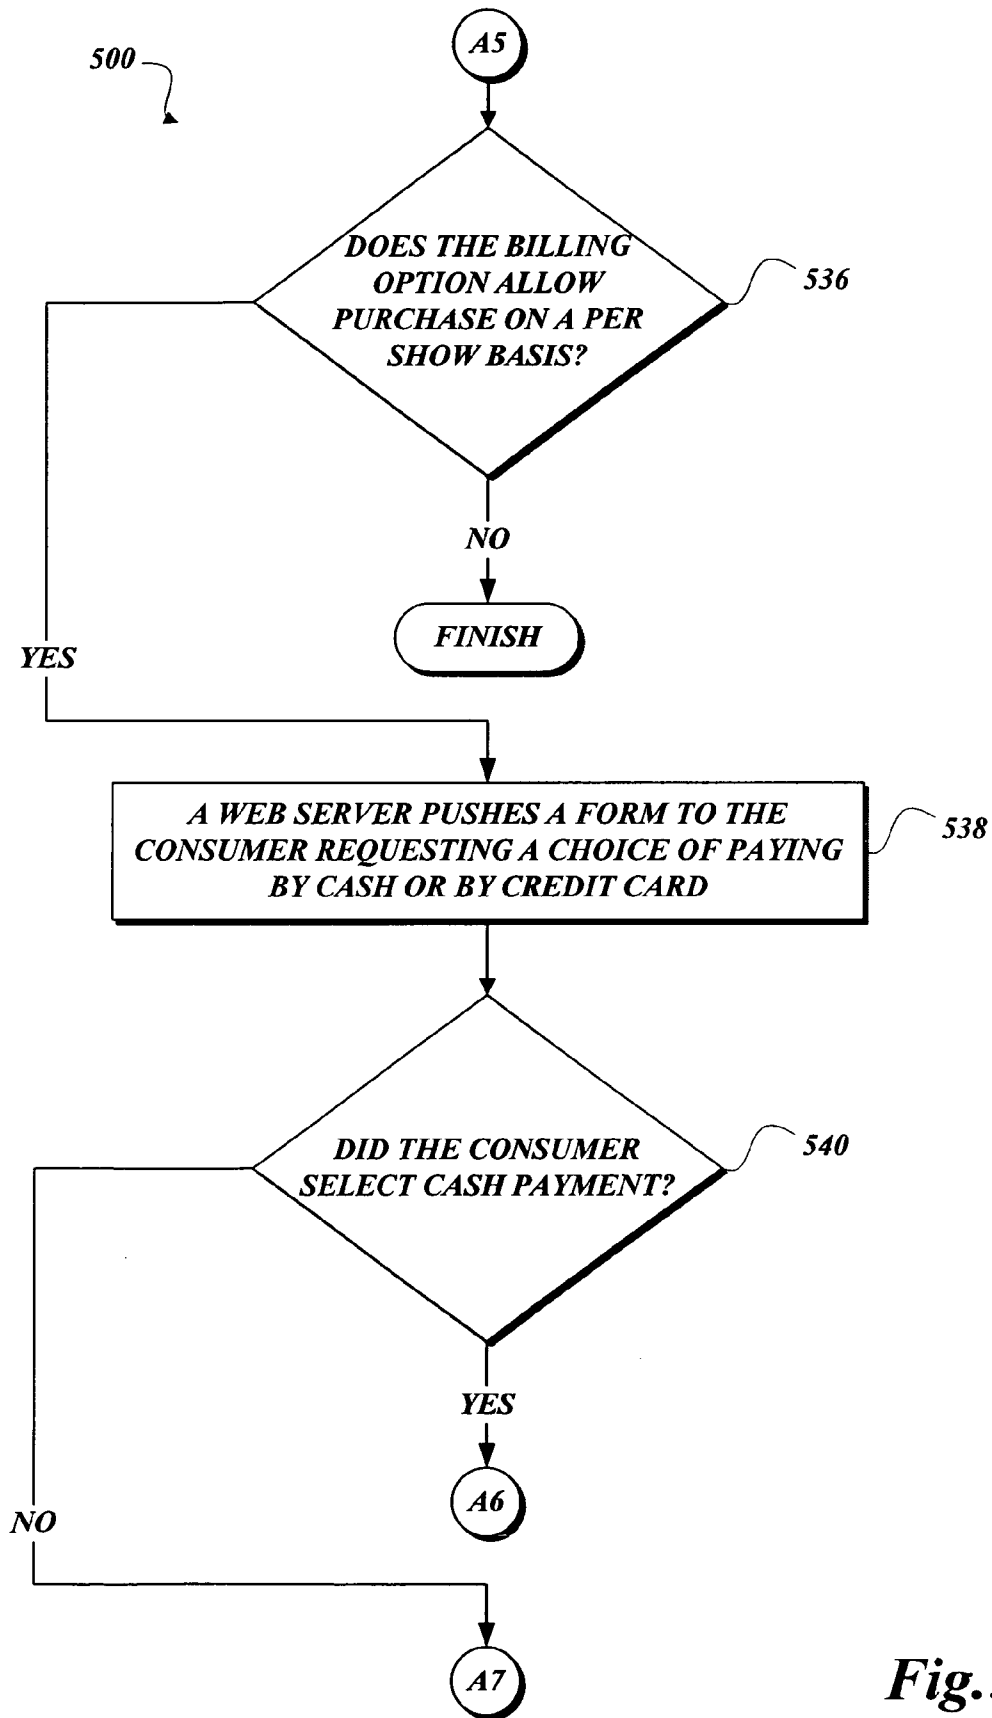 A5
500
DOES THE BILLING
OPTION ALLOW
PURCHASE ON A PER
SHOW BASIS?
536
NO
FINISH
YES
A WEB SERVER PUSHES A FORM TO THE
CONSUMER REQUESTING A CHOICE OF PAYING
BY CASH OR BY CREDIT CARD
538
DID THE CONSUMER
SELECT CASH PAYMENT?
540
YES
A6
NO
A7
Fig.